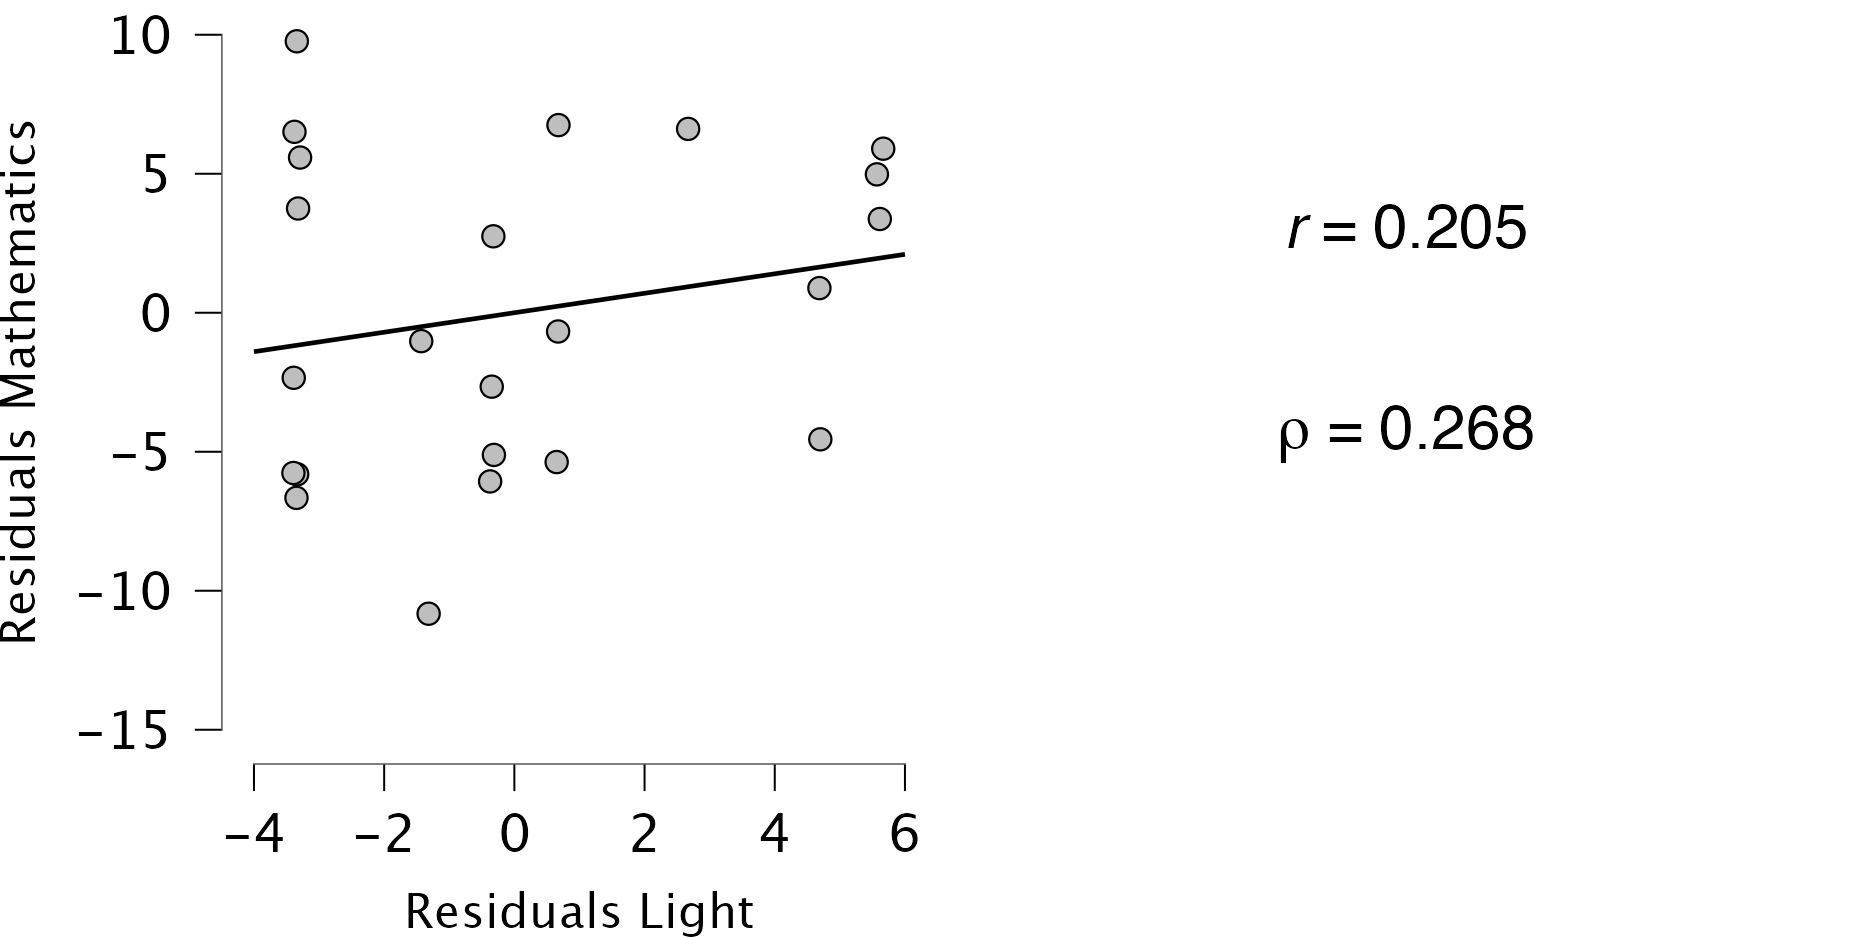 Residuals Mathematics
10
5
0
−5
−10
−15
−4 −2 0 2 4 6
Residuals Light
r = 0.205
ρ = 0.268